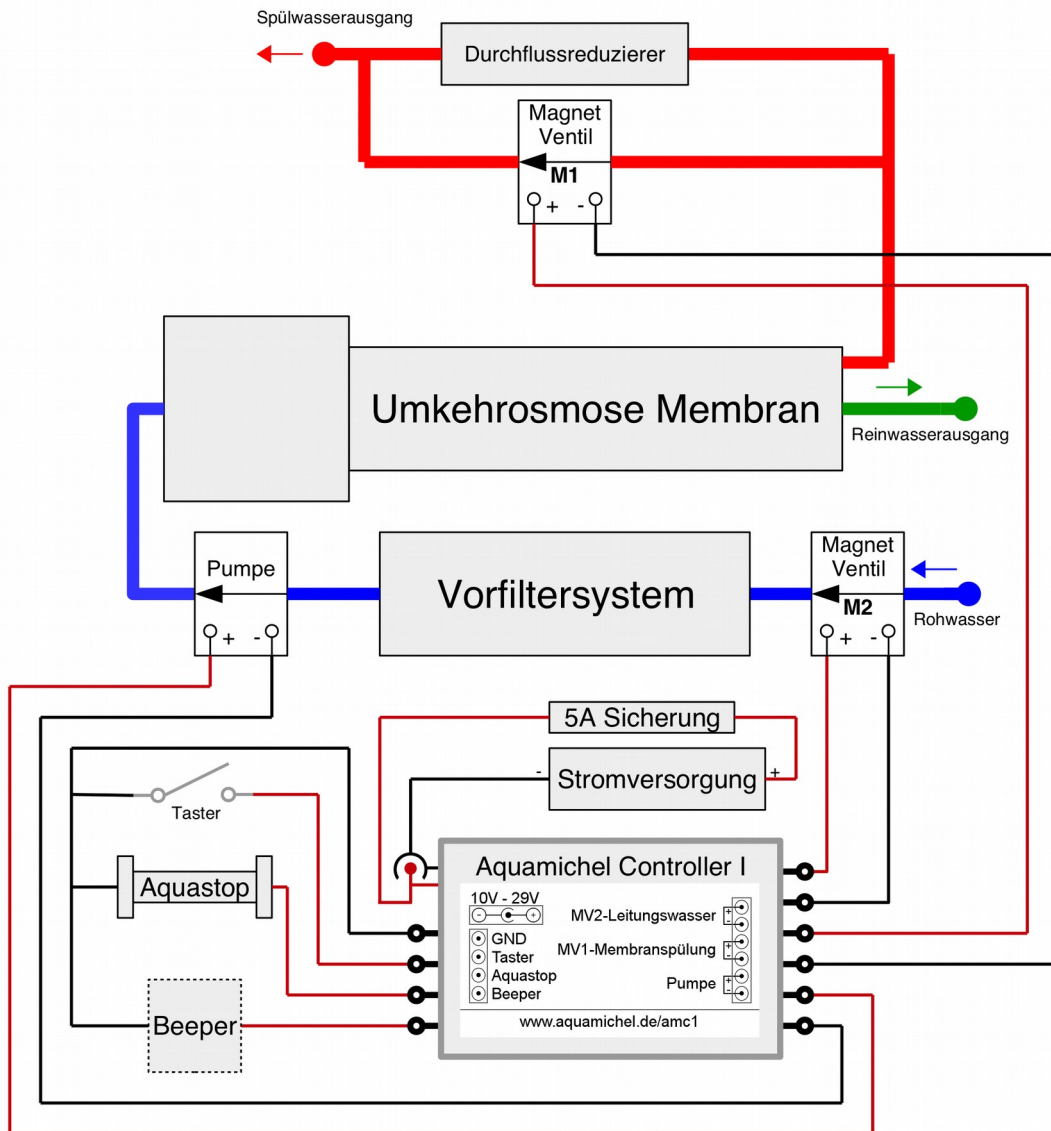 Spülwasserausgang
Durchflussreduzierer
Magnet
Ventil
M1
+ -
Umkehrosmose Membran
Reinwasserausgang
Pumpe
+ -
Vorfiltersystem
Magnet
Ventil
M2
+ -
Rohwasser
5A Sicherung
- Stromversorgung +
Taster
Aquastop
Beeper
Aquamichel Controller I
10V - 29V
- +
GND
Taster
Aquastop
Beeper
MV2-Leitungswasser + -
MV1-Membranspülung + -
Pumpe + -
www.aquamichel.de/amc1